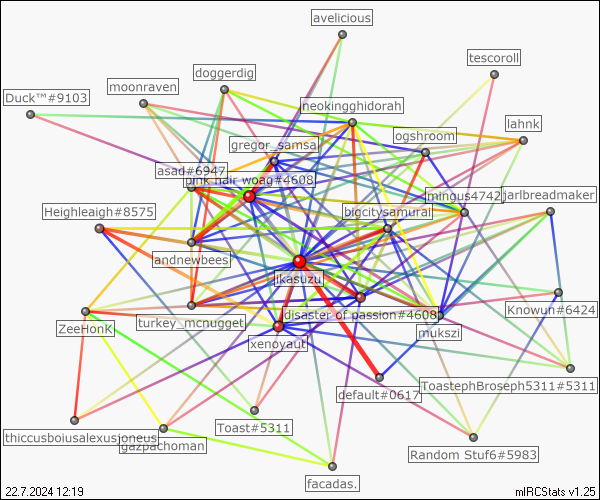 avelicious
tescoroll
doggerdig
moonraven
Duck™#9103
neokingghidorah
lahnk
ogshroom
gregor_samsa
asad#6947
pink hair woag#4608
mingus4742
jarlbreadmaker
Heighleaigh#8575
bigcitysamurai
landnewbees
jikasuzu
Knowun#6424
disaster of passion#4608
turkey_mcnugget
ZeeHonK
mukszi
xenoyaut
ToastephBroseph5311#5311
default#0617
Toast#5311
thiccusboiusalexusjoneus
gazpachoman
Random Stuf6#5983
facadas.
22.7.2024 12:19
mIRCStats v1.25